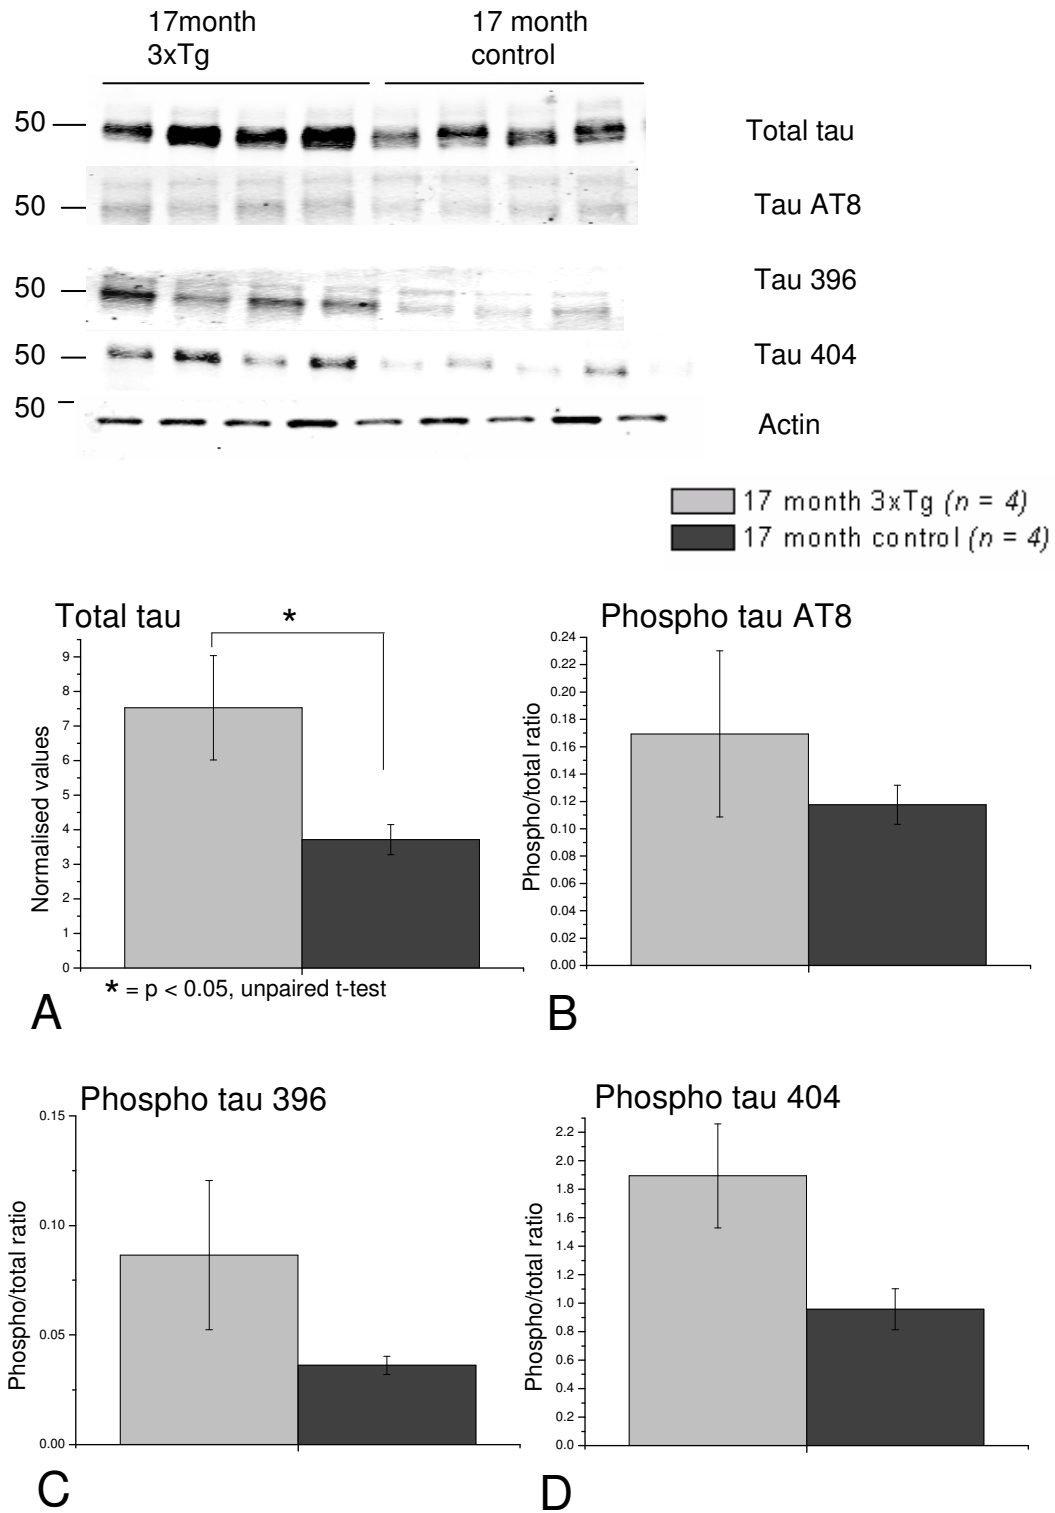 17month
3xTg
17 month
control
50
Total tau
50
Tau AT8
50
Tau 396
50
Tau 404
50
Actin
17 month 3xTg (n = 4)
17 month control (n = 4)
Total tau
*
Normalised values
9
8
7
6
5
4
3
2
1
0
* = p < 0.05, unpaired t-test
A
Phospho tau AT8
Phospho/total ratio
0.24
0.22
0.20
0.18
0.16
0.14
0.12
0.10
0.08
0.06
0.04
0.02
0.00
B
Phospho tau 396
Phospho/total ratio
0.15
0.10
0.05
0.00
C
Phospho tau 404
Phospho/total ratio
2.2
2.0
1.8
1.6
1.4
1.2
1.0
0.8
0.6
0.4
0.2
0.0
D